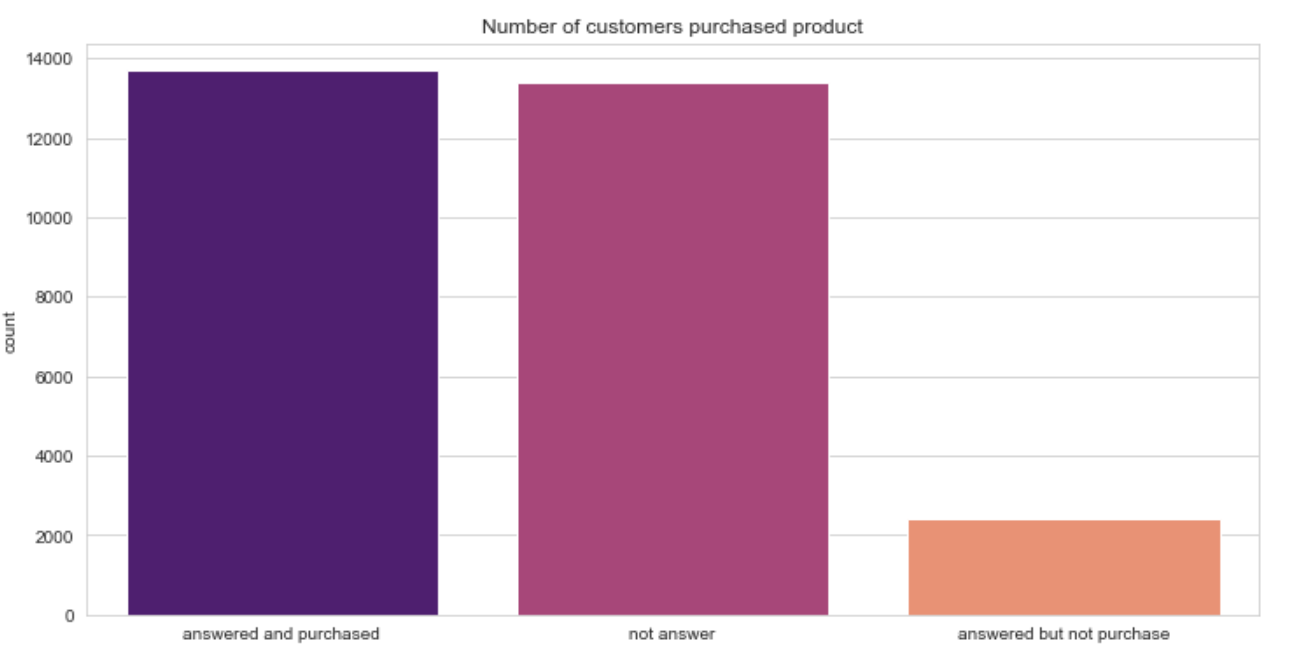 Number of customers purchased product
14000
12000
10000
8000
6000
4000
2000
0
count
answered and purchased
not answer
answered but not purchase